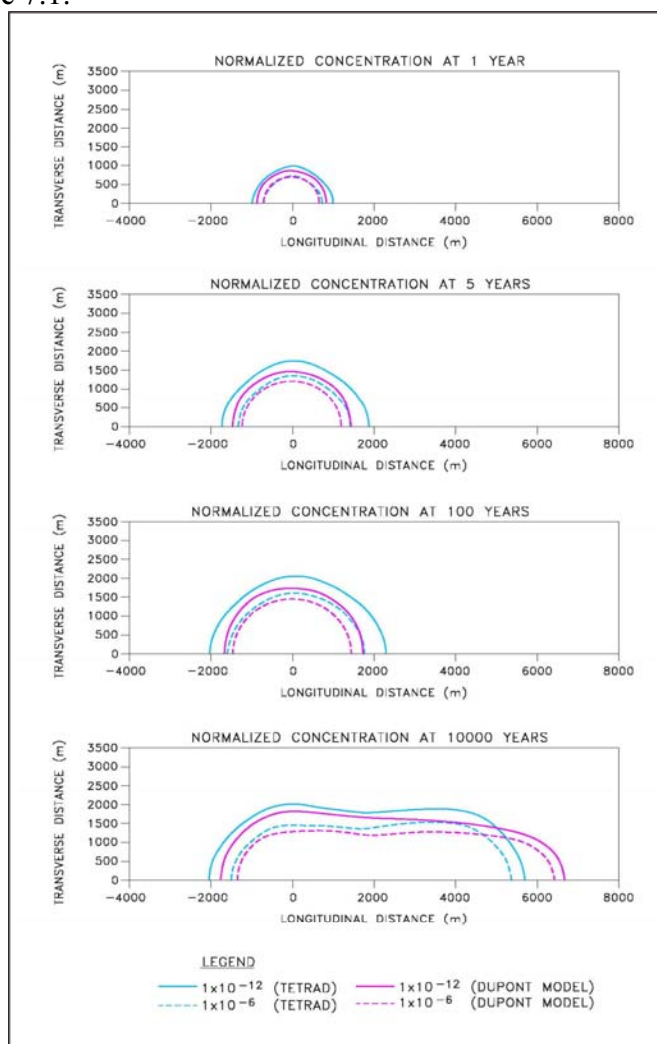 NORMALIZED CONCENTRATION AT 1 YEAR
TRANSVERSE DISTANCE (m)
3500
3000
2500
2000
1500
1000
500
0
-4000 -2000 0 2000 4000 6000 8000
LONGITUDINAL DISTANCE (m)
NORMALIZED CONCENTRATION AT 5 YEARS
TRANSVERSE DISTANCE (m)
3500
3000
2500
2000
1500
1000
500
0
-4000 -2000 0 2000 4000 6000 8000
LONGITUDINAL DISTANCE (m)
NORMALIZED CONCENTRATION AT 100 YEARS
TRANSVERSE DISTANCE (m)
3500
3000
2500
2000
1500
1000
500
0
-4000 -2000 0 2000 4000 6000 8000
LONGITUDINAL DISTANCE (m)
NORMALIZED CONCENTRATION AT 10000 YEARS
TRANSVERSE DISTANCE (m)
3500
3000
2500
2000
1500
1000
500
0
-4000 -2000 0 2000 4000 6000 8000
LONGITUDINAL DISTANCE (m)
LEGEND
1x10⁻¹² (TETRAD) 1x10⁻¹² (DUPONT MODEL)
1x10⁻⁶ (TETRAD) 1x10⁻⁶ (DUPONT MODEL)